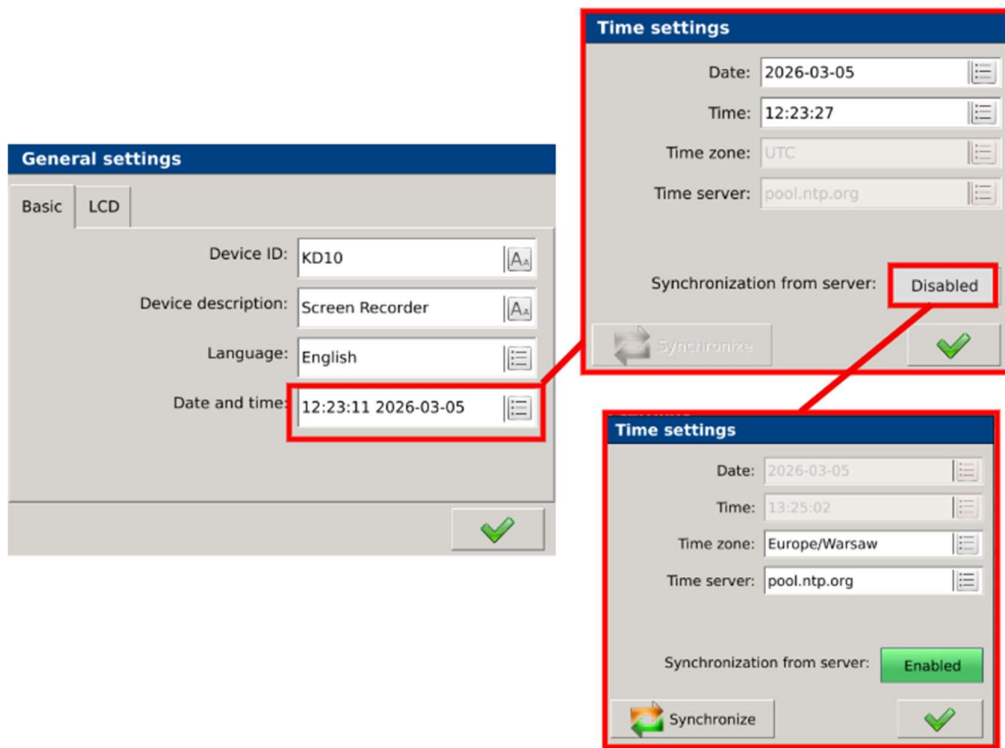 General settings
Basic LCD
Device ID: KD10
Device description: Screen Recorder
Language: English
Date and time: 12:23:11 2026-03-05
Time settings
Date: 2026-03-05
Time: 12:23:27
Time zone: UTC
Time server: pool.ntp.org
Synchronization from server: Disabled
Synchronize
Time settings
Date: 2026-03-05
Time: 13:25:02
Time zone: Europe/Warsaw
Time server: pool.ntp.org
Synchronization from server: Enabled
Synchronize